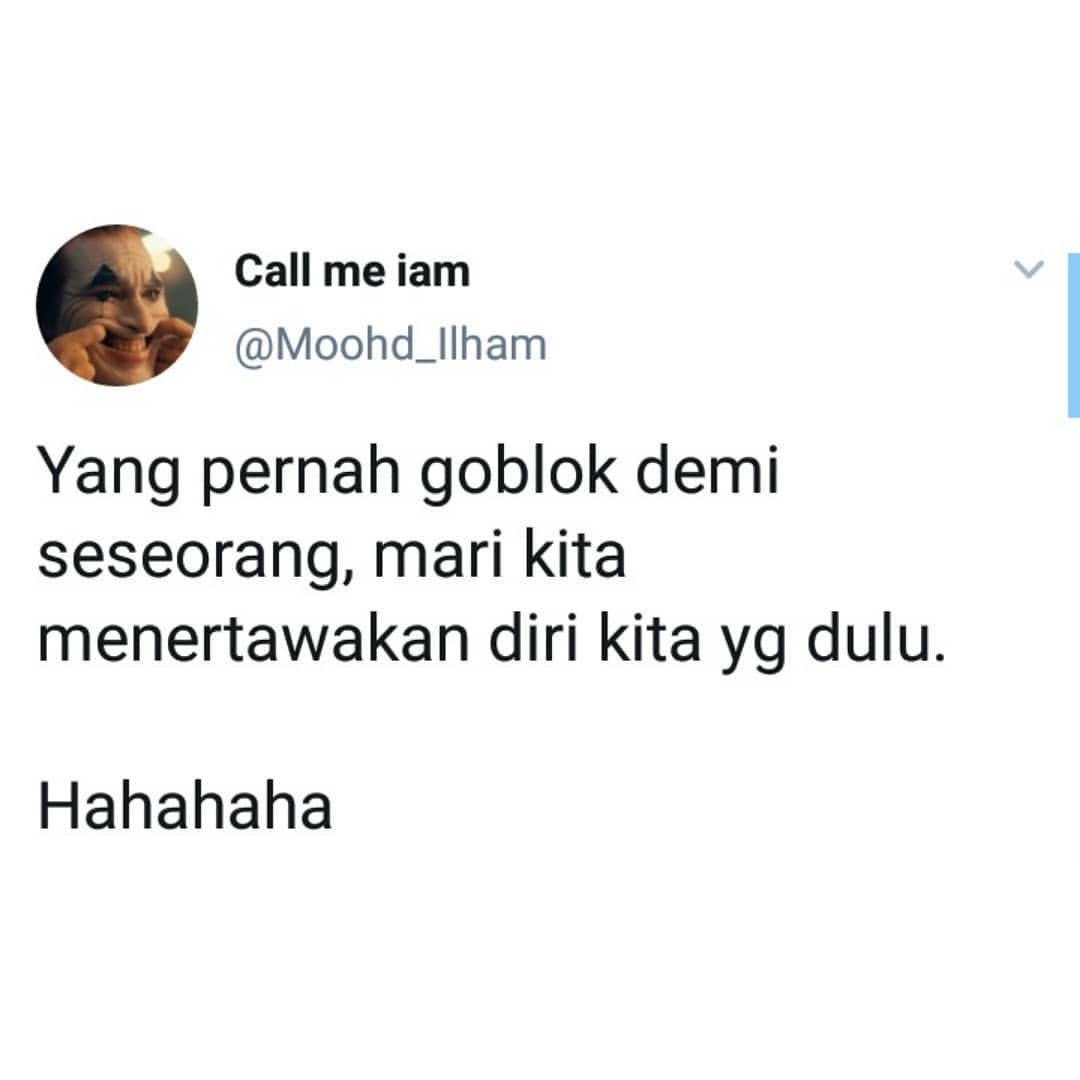 Call me iam
@Moohd_Ilham
Yang pernah goblok demi
seseorang, mari kita
menertawakan diri kita yg dulu.
Hahahaha